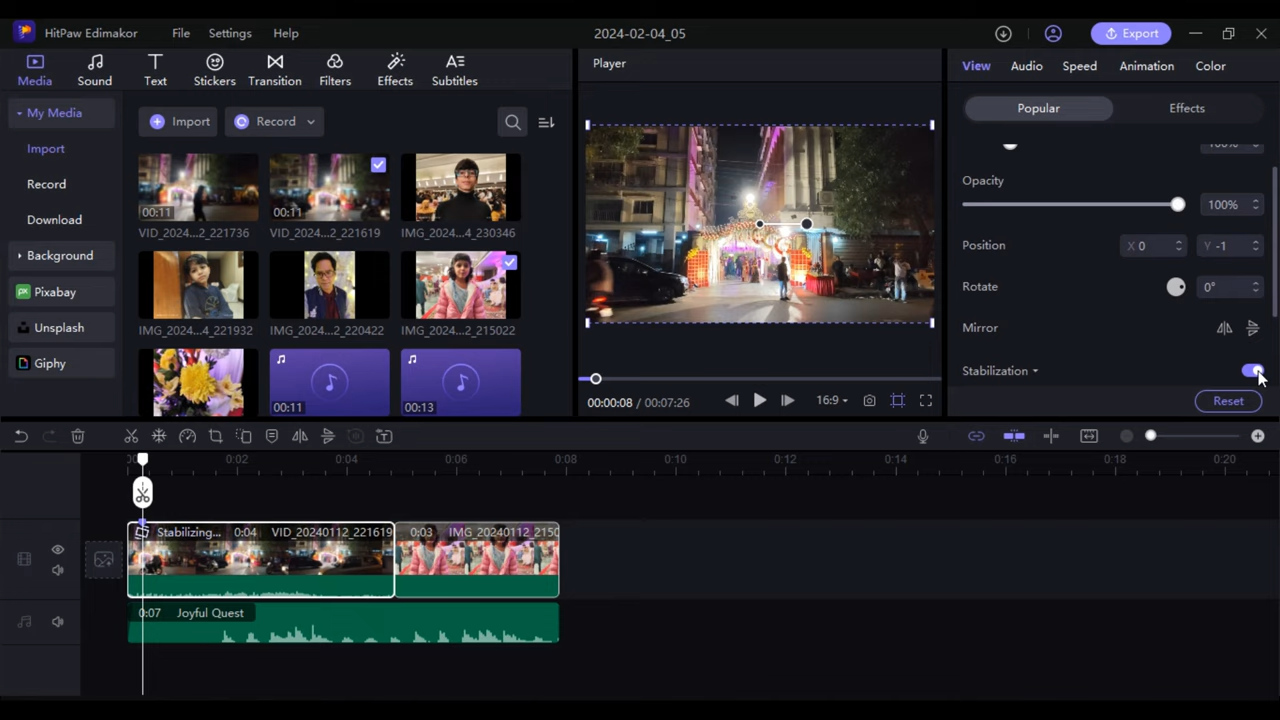 HitPaw Edimakor
File
Settings
Help
2024-02-04_05
Export
Media
Sound
Text
Stickers
Transition
Filters
Effects
Subtitles
My Media
Import
Record
Download
Background
Pixabay
Unsplash
Giphy
Import
Record
00:11
VID_2024...2_221736
00:11
VID_2024...2_221619
IMG_2024...4_230346
IMG_2024...4_221932
IMG_2024...2_220422
IMG_2024...2_215022
00:11
00:13
Player
00:00:08 / 00:07:26
16:9
View
Audio
Speed
Animation
Color
Popular
Effects
100%
Opacity
100%
Position
X 0
Y -1
Rotate
0°
Mirror
Stabilization
Reset
0:02
0:04
0:06
0:08
0:10
0:12
0:14
0:16
0:18
0:20
Stabilizing... 0:04 VID_20240112_221619
0:03 IMG_20240112_2150
0:07 Joyful Quest